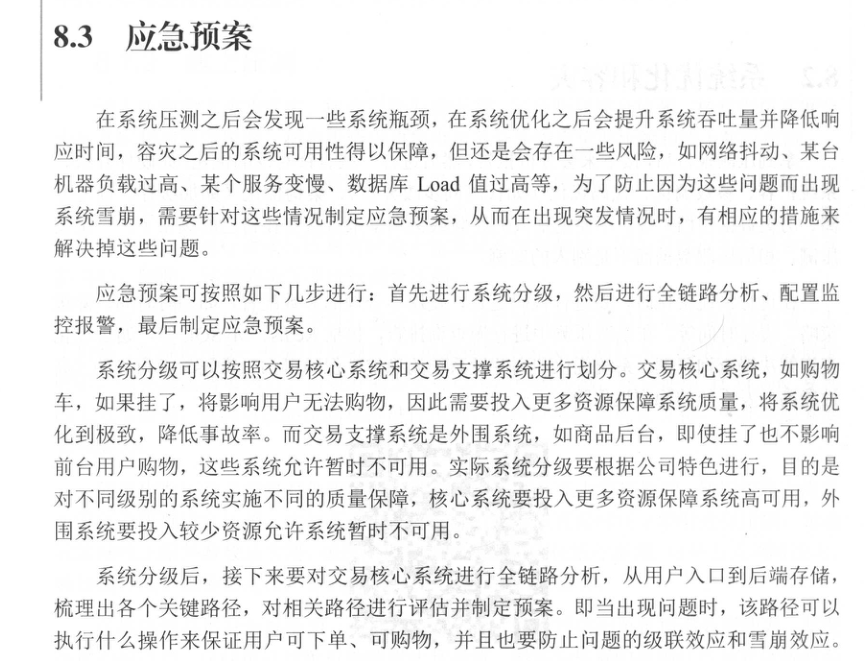 8.3 应急预案
在系统压测之后会发现一些系统瓶颈，在系统优化之后会提升系统吞吐量并降低响
应时间，容灾之后的系统可用性得以保障，但还是会存在一些风险，如网络抖动、某台
机器负载过高、某个服务变慢、数据库 Load 值过高等，为了防止因为这些问题而出现
系统雪崩，需要针对这些情况制定应急预案，从而在出现突发情况时，有相应的措施来
解决掉这些问题。
应急预案可按照如下几步进行：首先进行系统分级，然后进行全链路分析、配置监
控报警，最后制定应急预案。
系统分级可以按照交易核心系统和交易支撑系统进行划分。交易核心系统，如购物
车，如果挂了，将影响用户无法购物，因此需要投入更多资源保障系统质量，将系统优
化到极致，降低事故率。而交易支撑系统是外围系统，如商品后台，即使挂了也不影响
前台用户购物，这些系统允许暂时不可用。实际系统分级要根据公司特色进行，目的是
对不同级别的系统实施不同的质量保障，核心系统要投入更多资源保障系统高可用，外
围系统要投入较少资源允许系统暂时不可用。
系统分级后，接下来要对交易核心系统进行全链路分析，从用户入口到后端存储，
梳理出各个关键路径，对相关路径进行评估并制定预案。即当出现问题时，该路径可以
执行什么操作来保证用户可下单、可购物，并且也要防止问题的级联效应和雪崩效应。